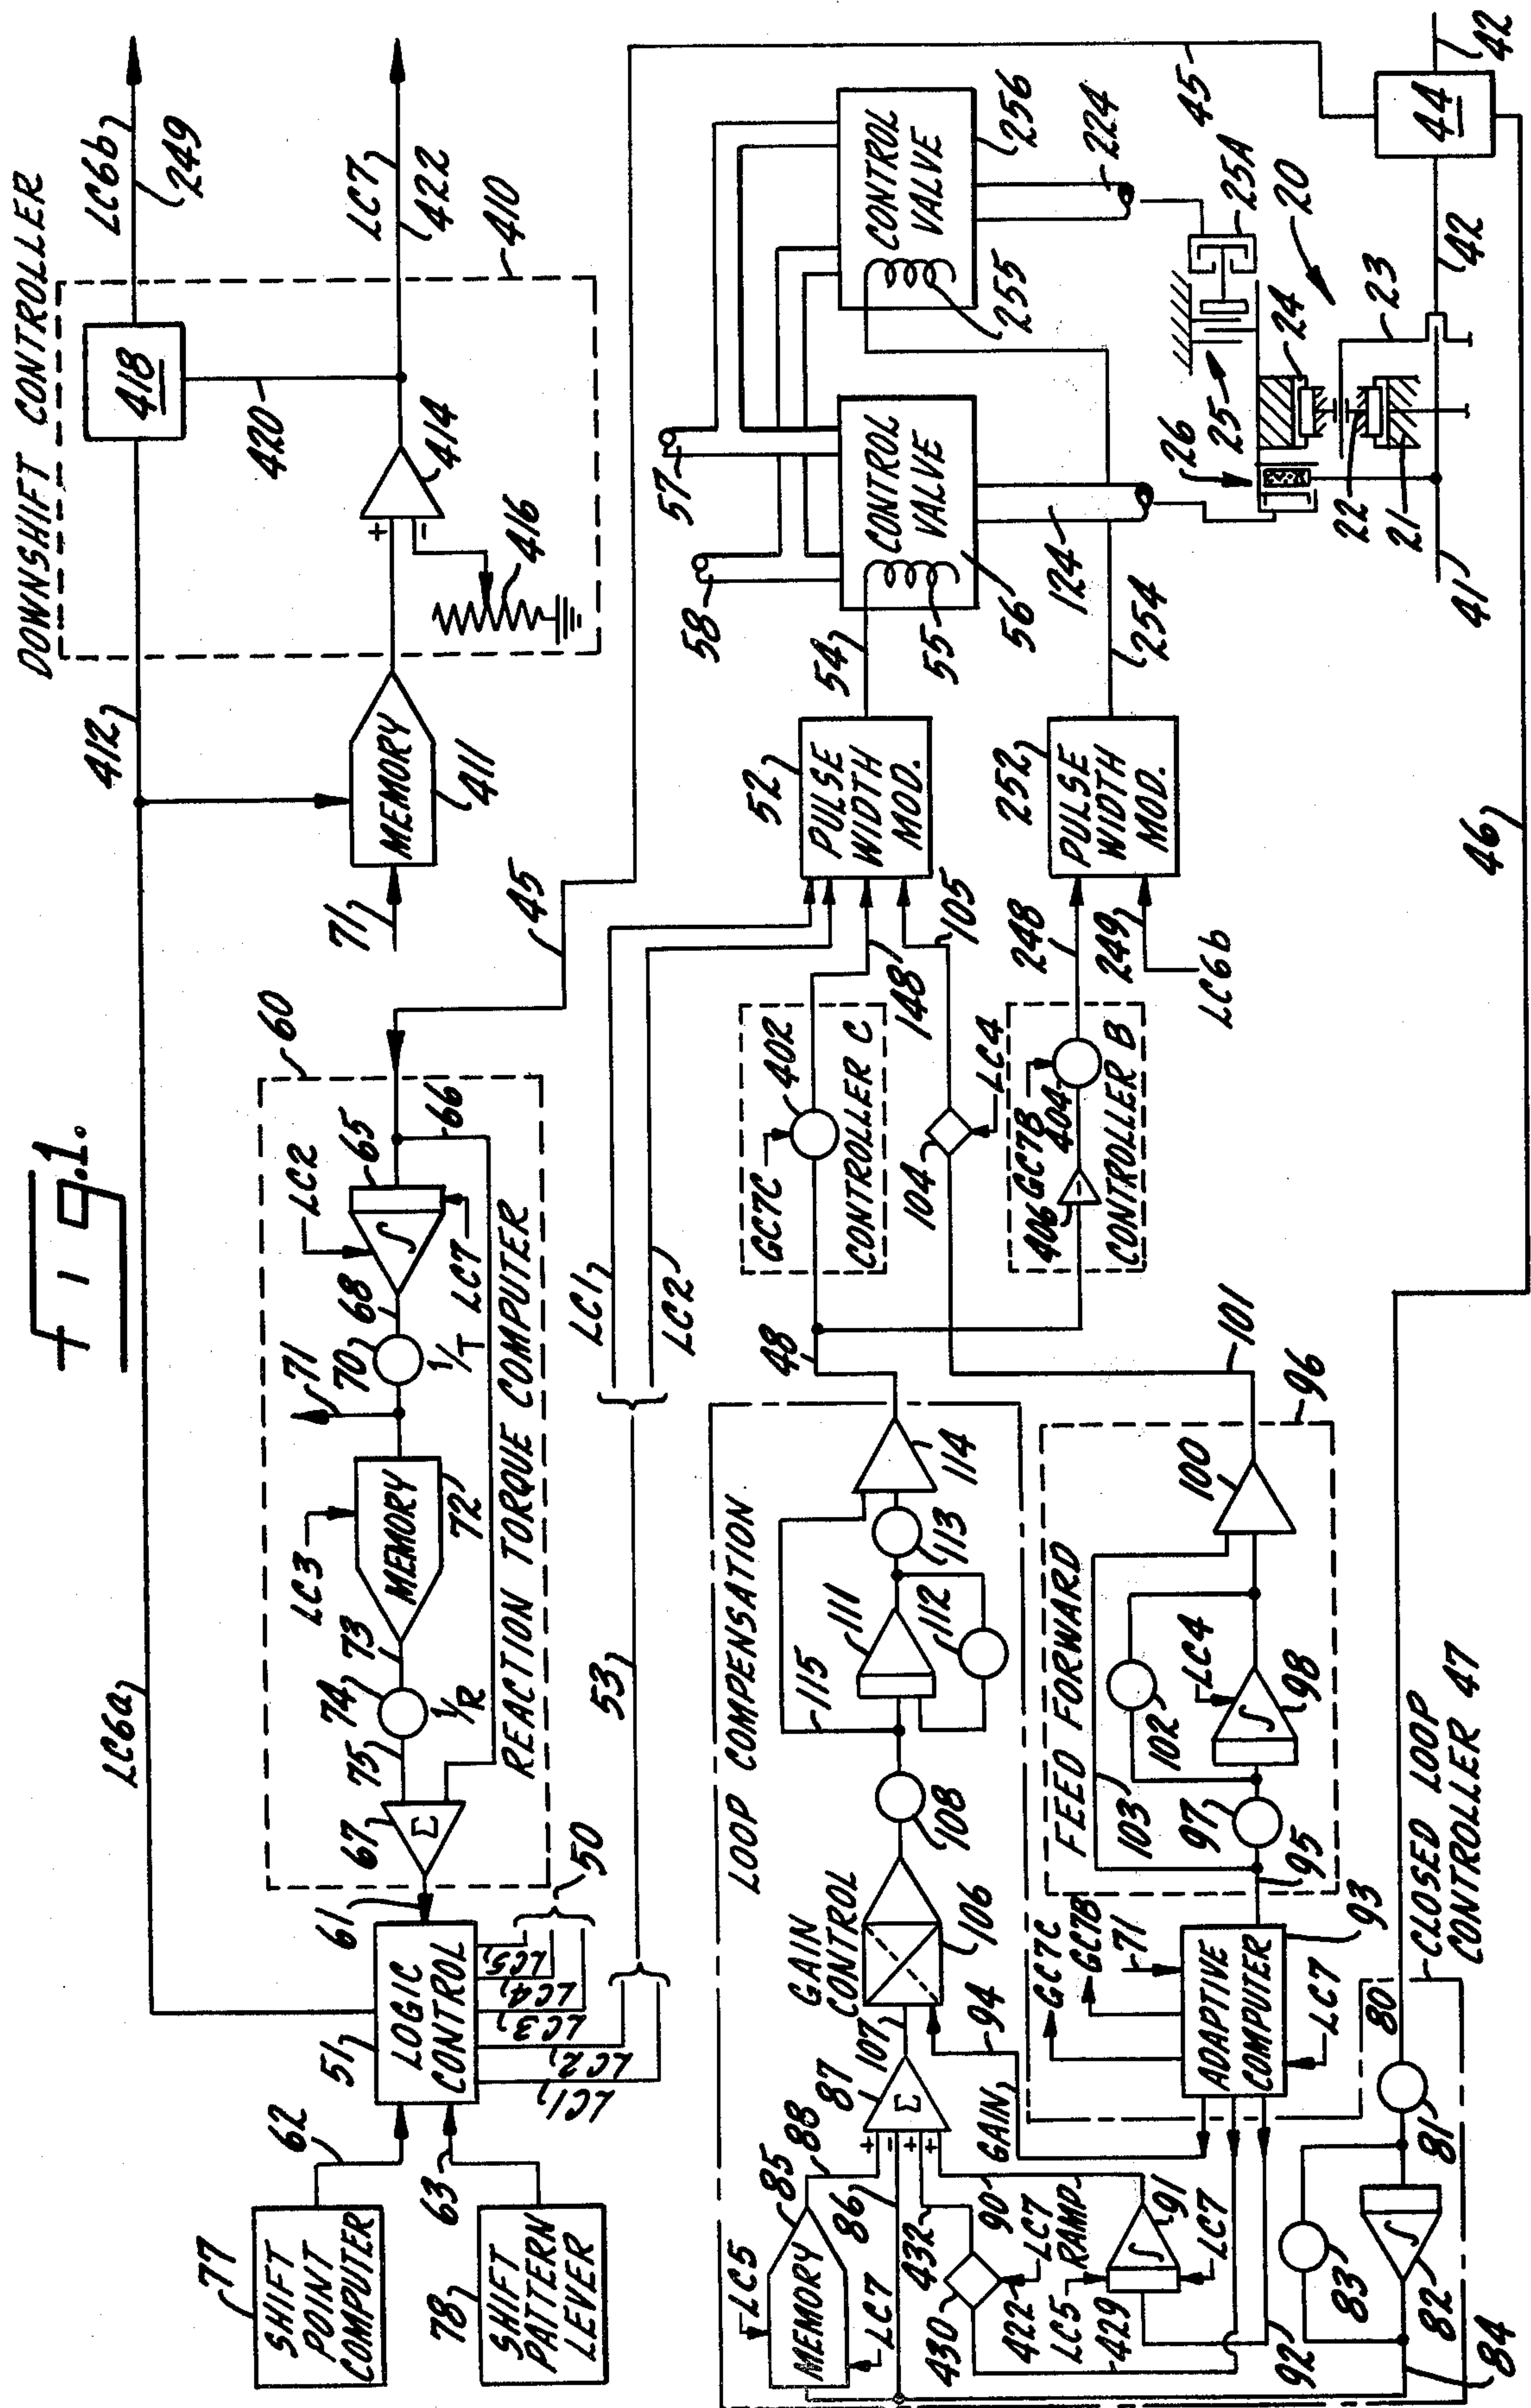 Fig.1.
DOWNSHIFT CONTROLLER
LC6a
412
LC6b
249
418
420
LC7
422
410
414
416
+
-
MEMORY
411
71
77
SHIFT
POINT
COMPUTER
62
78
SHIFT
PATTERN
LEVER
63
51
LOGIC
CONTROL
61
LC5
LC4
LC3
LC2
LC1
50
53
REACTION TORQUE COMPUTER
60
67
Σ
75
74
1/R
73
LC3
MEMORY
72
71
70
1/T
68
LC2
∫
65
LC7
66
45
LC1
LC2
LOOP COMPENSATION
GAIN
CONTROL
LC5
85
MEMORY
LC7
88
86
87
Σ
+
-
+
+
107
106
94
GAIN
108
115
111
112
113
114
48
430
432
422
LC7
90
RAMP
LC5
429
∫
91
LC7
92
ADAPTIVE
COMPUTER
93
LC7
GC7C
GC7B
71
FEED FORWARD
95
97
103
102
LC4
∫
98
100
96
101
CLOSED LOOP
CONTROLLER 47
80
81
83
∫
82
84
46
GC7C
402
CONTROLLER C
104
LC4
148
105
406
GC7B
404
CONTROLLER B
248
249
LC6b
52
PULSE
WIDTH
MOD.
252
PULSE
WIDTH
MOD.
54
254
58
57
CONTROL
VALVE
55
56
124
CONTROL
VALVE
255
256
224
45
26
25
25A
24
20
22
21
23
41
42
44
42